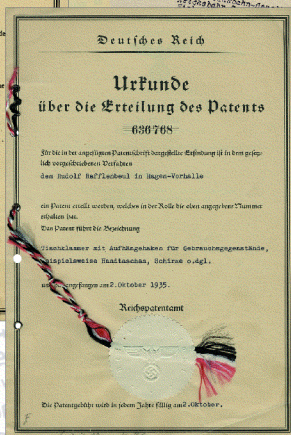 Deutsches Reich
Urkunde
über die Erteilung des Patents
636768
Für die in der angefügten Patentschrift dargestellte Erfindung ist in dem gesetz-
lich vorgeschriebenen Verfahren
dem Rudolf Rafflenbeul in Hagen-Vorhalle
ein Patent erteilt worden, welches in der Rolle die oben angegebene Nummer
erhalten hat.
Das Patent führt die Bezeichnung
Tischklammer mit Aufhängehaken für Gebrauchsgegenstände,
beispielsweise Handtaschen, Schirme o.dgl.
und angefangen am 2.Oktober 1935.
Reichspatentamt
Die Patentgebühr wird in jedem Jahre fällig am 2.Oktober.
F